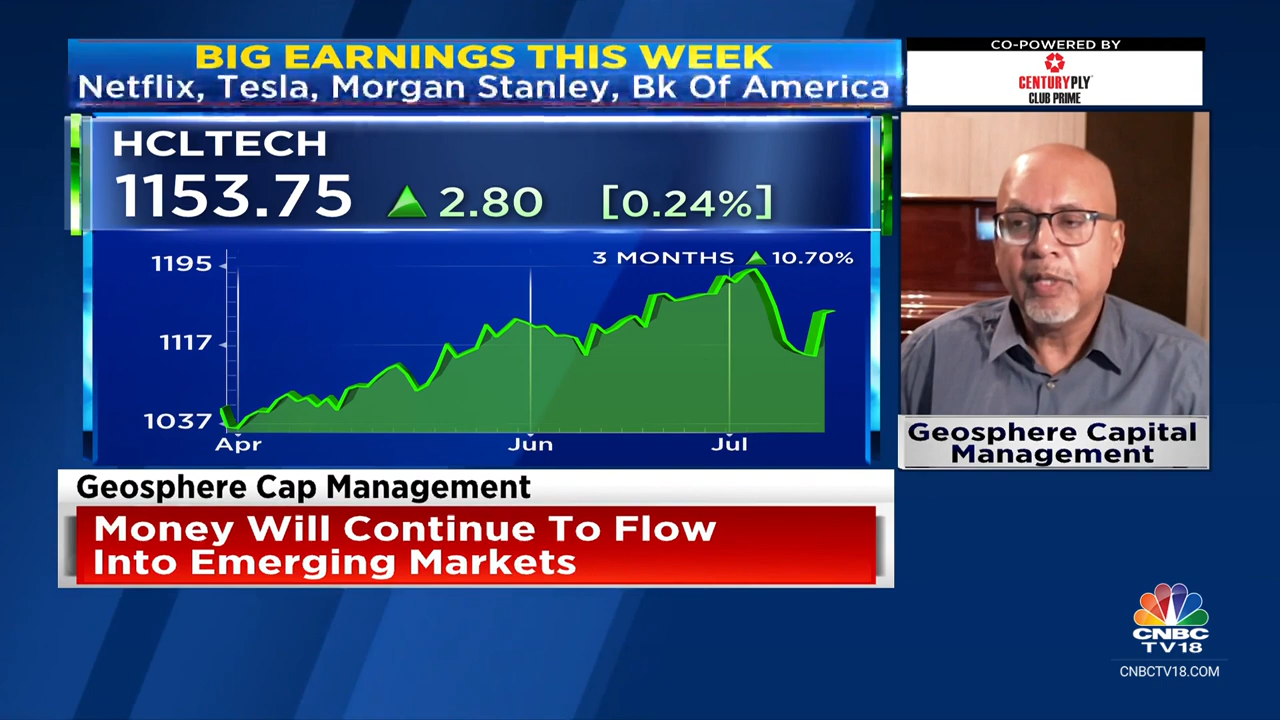 BIG EARNINGS THIS WEEK
Netflix, Tesla, Morgan Stanley, Bk Of America
CO-POWERED BY
CENTURYPLY
CLUB PRIME
HCLTECH
1153.75 ▲ 2.80 [0.24%]
3 MONTHS ▲ 10.70%
1195
1117
1037
Apr Jun Jul
Geosphere Capital
Management
Geosphere Cap Management
Money Will Continue To Flow
Into Emerging Markets
CNBC
TV18
CNBCTV18.COM